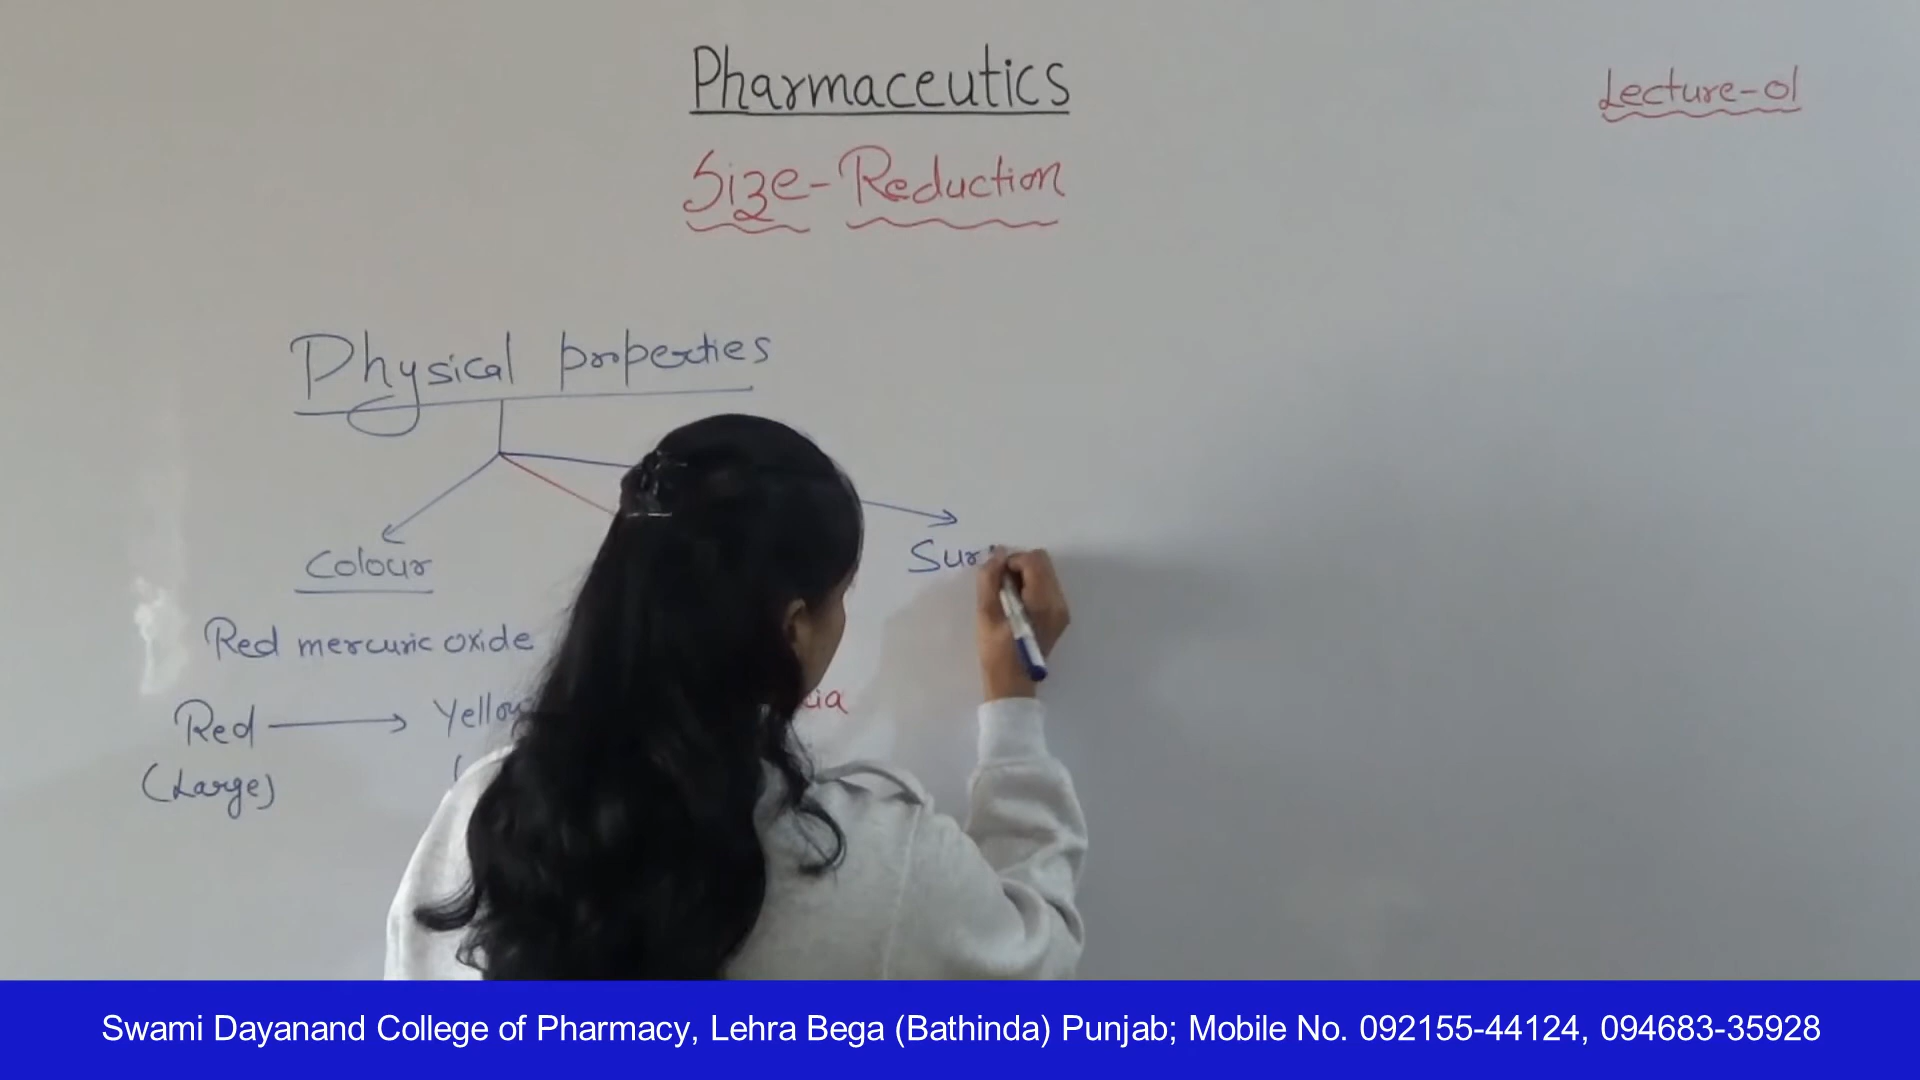 Pharmaceutics
Lecture-01
Size-Reduction
Physical properties
Colour
Red mercuric oxide
Red → Yellow
(Large)
Swami Dayanand College of Pharmacy, Lehra Bega (Bathinda) Punjab; Mobile No. 092155-44124, 094683-35928